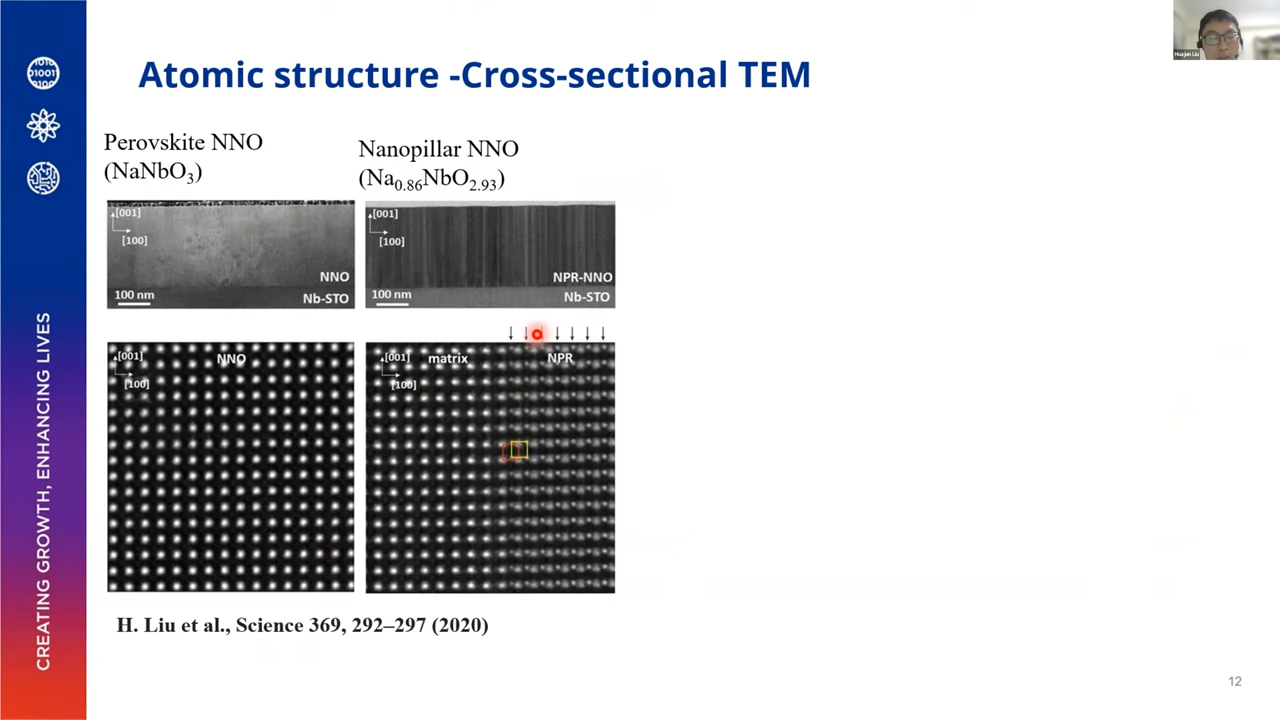 Huajun Liu
Atomic structure -Cross-sectional TEM
Perovskite NNO
(NaNbO₃)
Nanopillar NNO
(Na₀.₈₆NbO₂.₉₃)
[001]
[100]
NNO
Nb-STO
100 nm
[001]
[100]
NPR-NNO
Nb-STO
100 nm
[001]
[100]
NNO
[001]
[100]
matrix
NPR
H. Liu et al., Science 369, 292–297 (2020)
CREATING GROWTH, ENHANCING LIVES
12